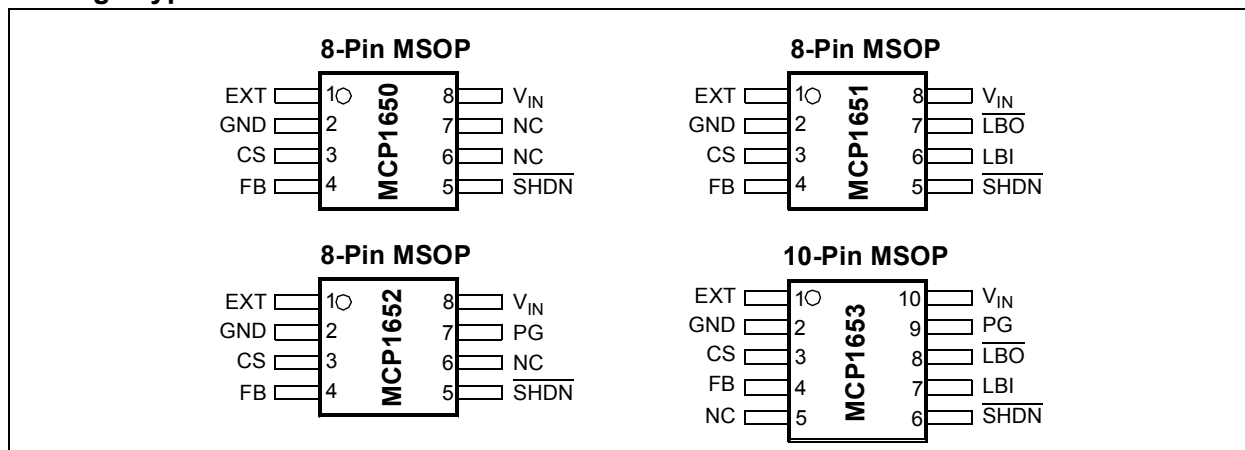 8-Pin MSOP
EXT 1 MCP1650 8 VIN
GND 2 7 NC
CS 3 6 NC
FB 4 5 SHDN
8-Pin MSOP
EXT 1 MCP1651 8 VIN
GND 2 7 LBO
CS 3 6 LBI
FB 4 5 SHDN
8-Pin MSOP
EXT 1 MCP1652 8 VIN
GND 2 7 PG
CS 3 6 NC
FB 4 5 SHDN
10-Pin MSOP
EXT 1 MCP1653 10 VIN
GND 2 9 PG
CS 3 8 LBO
FB 4 7 LBI
NC 5 6 SHDN